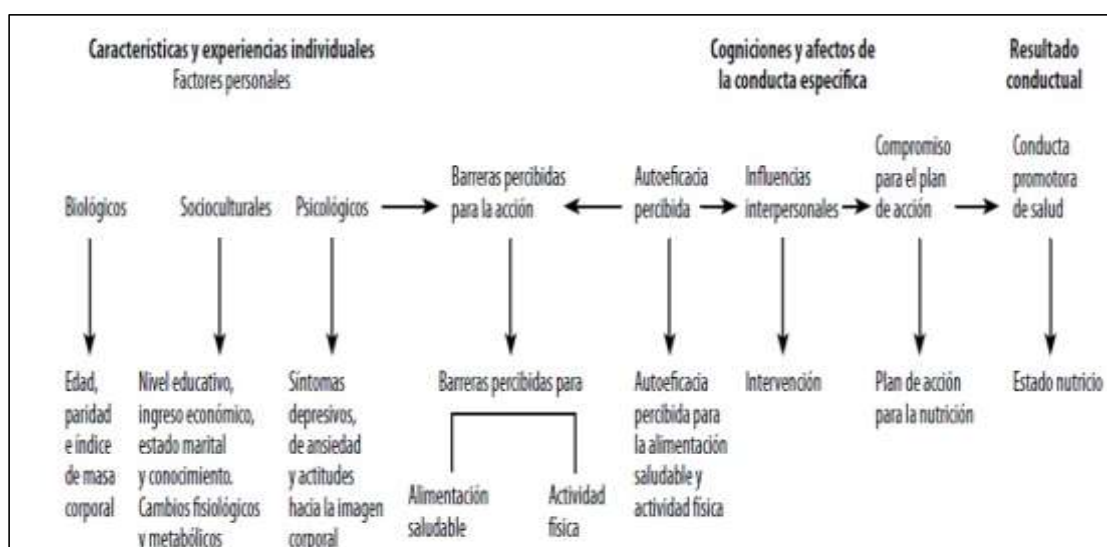 Características y experiencias individuales
Factores personales
Cogniciones y afectos de
la conducta específica
Resultado
conductual
Biológicos
Socioculturales
Psicológicos
Barreras percibidas
para la acción
Autoeficacia
percibida
Influencias
interpersonales
Compromiso
para el plan
de acción
Conducta
promotora
de salud
Edad,
paridad
e índice
de masa
corporal
Nivel educativo,
ingreso económico,
estado marital
y conocimiento.
Cambios fisiológicos
y metabólicos
Síntomas
depresivos,
de ansiedad
y actitudes
hacia la imagen
corporal
Barreras percibidas para
Alimentación
saludable
Actividad
física
Autoeficacia
percibida para
la alimentación
saludable y
actividad física
Intervención
Plan de acción
para la nutrición
Estado nutricio